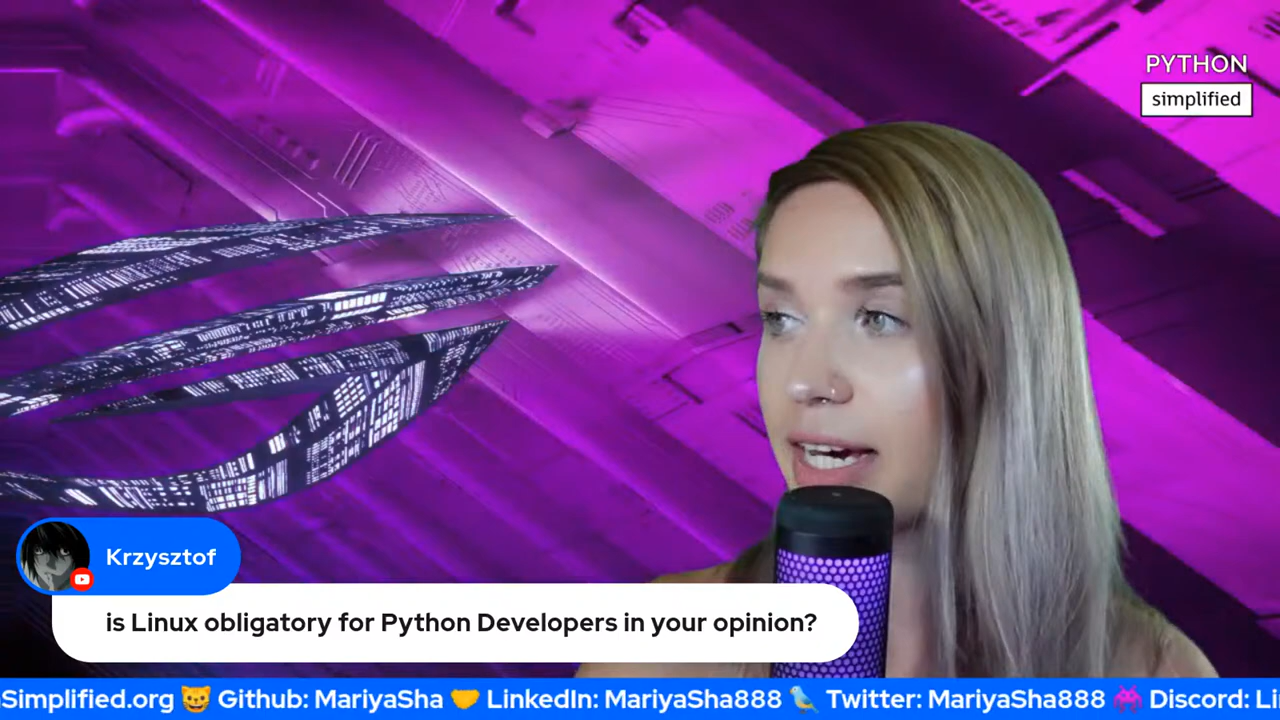 PYTHON
simplified
Krzysztof
is Linux obligatory for Python Developers in your opinion?
Simplified.org 😺 Github: MariyaSha 🤝 LinkedIn: MariyaSha888 🐦 Twitter: MariyaSha888 👾 Discord: